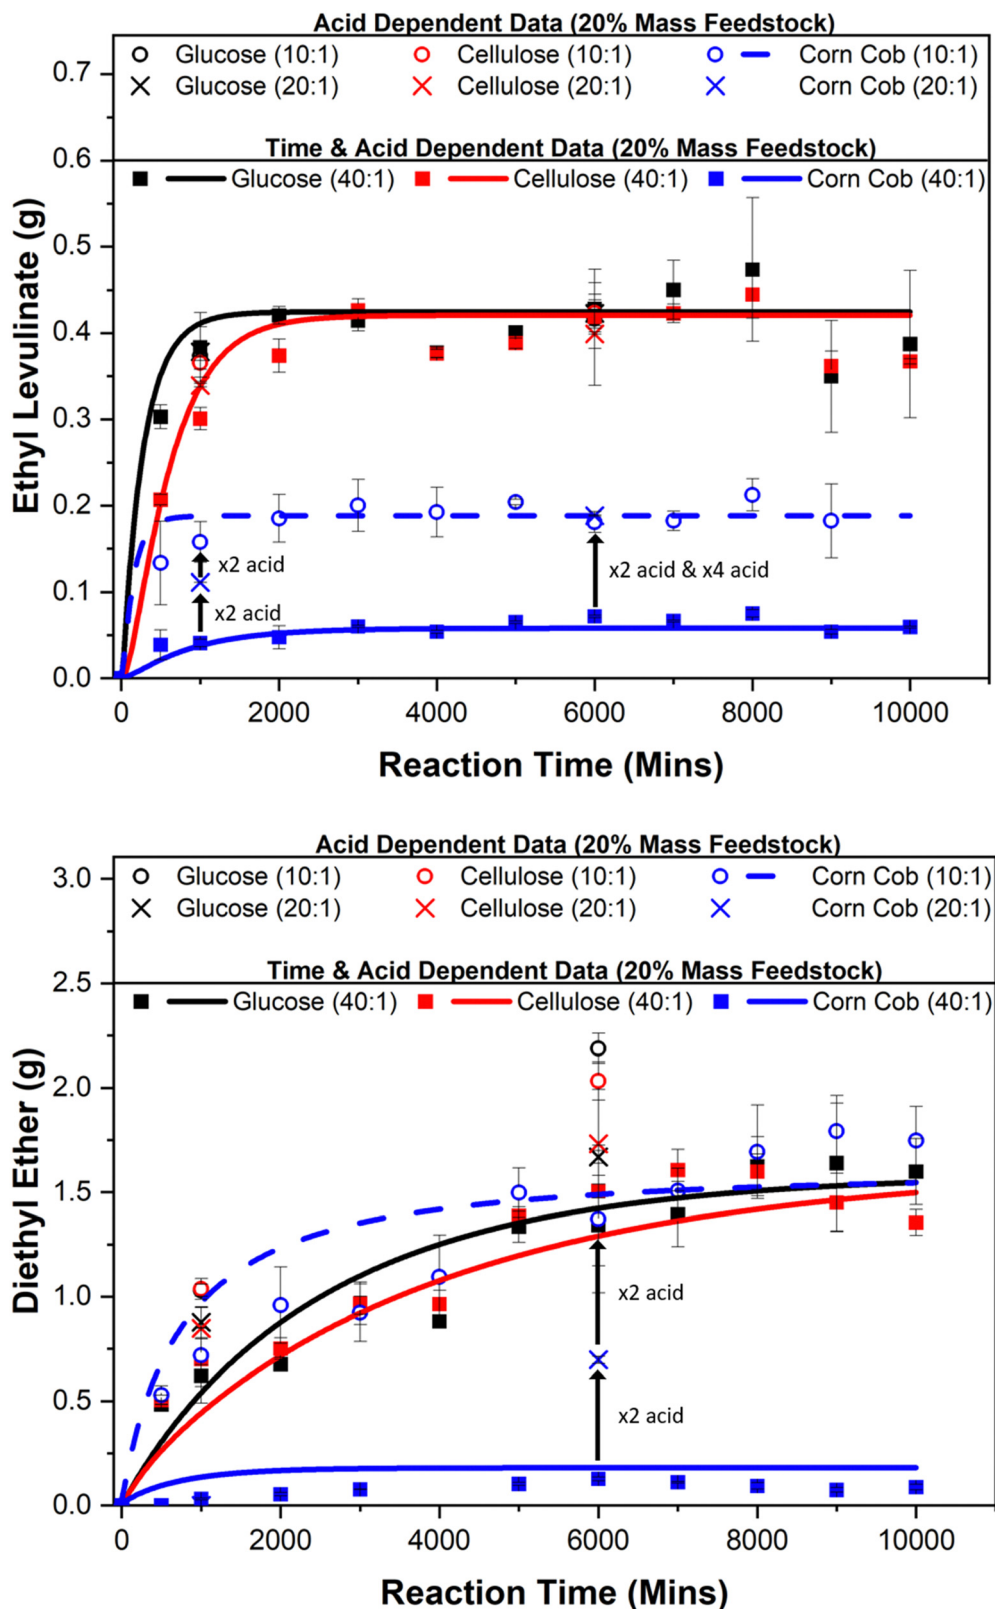 Acid Dependent Data (20% Mass Feedstock)
Glucose (10:1) Cellulose (10:1) Corn Cob (10:1)
Glucose (20:1) Cellulose (20:1) Corn Cob (20:1)
Time & Acid Dependent Data (20% Mass Feedstock)
Glucose (40:1) Cellulose (40:1) Corn Cob (40:1)
Ethyl Levulinate (g)
0.7
0.6
0.5
0.4
0.3
0.2
0.1
0.0
x2 acid
x2 acid
x2 acid & x4 acid
0 2000 4000 6000 8000 10000
Reaction Time (Mins)
Acid Dependent Data (20% Mass Feedstock)
Glucose (10:1) Cellulose (10:1) Corn Cob (10:1)
Glucose (20:1) Cellulose (20:1) Corn Cob (20:1)
Time & Acid Dependent Data (20% Mass Feedstock)
Glucose (40:1) Cellulose (40:1) Corn Cob (40:1)
Diethyl Ether (g)
3.0
2.5
2.0
1.5
1.0
0.5
0.0
x2 acid
x2 acid
0 2000 4000 6000 8000 10000
Reaction Time (Mins)